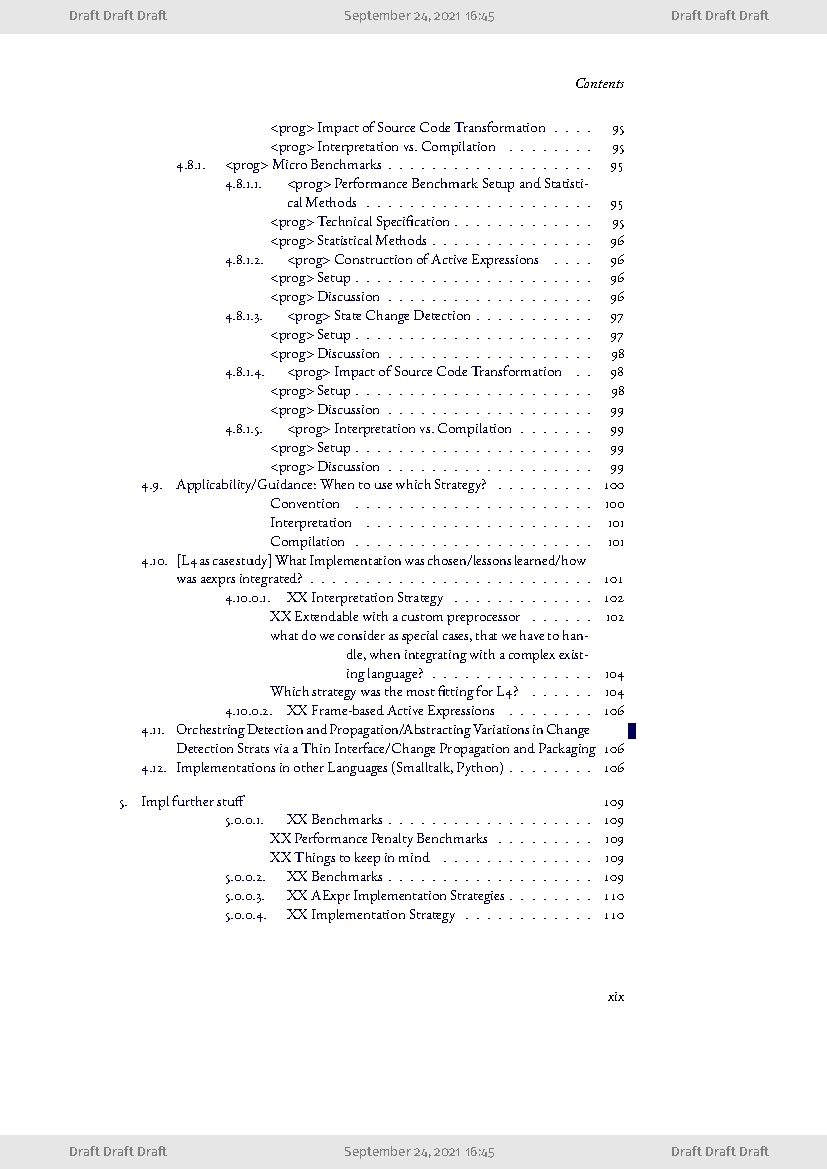 Draft Draft Draft September 24, 2021 16:45 Draft Draft Draft
Contents
<prog> Impact of Source Code Transformation . . . . 95
<prog> Interpretation vs. Compilation . . . . . . . . 95
4.8.1. <prog> Micro Benchmarks . . . . . . . . . . . . . . . . . . . 95
4.8.1.1. <prog> Performance Benchmark Setup and Statisti-
cal Methods . . . . . . . . . . . . . . . . . . . . . 95
<prog> Technical Specification . . . . . . . . . . . . . 95
<prog> Statistical Methods . . . . . . . . . . . . . . . 96
4.8.1.2. <prog> Construction of Active Expressions . . . . 96
<prog> Setup . . . . . . . . . . . . . . . . . . . . . . 96
<prog> Discussion . . . . . . . . . . . . . . . . . . . 96
4.8.1.3. <prog> State Change Detection . . . . . . . . . . . 97
<prog> Setup . . . . . . . . . . . . . . . . . . . . . . 97
<prog> Discussion . . . . . . . . . . . . . . . . . . . 98
4.8.1.4. <prog> Impact of Source Code Transformation . . 98
<prog> Setup . . . . . . . . . . . . . . . . . . . . . . 98
<prog> Discussion . . . . . . . . . . . . . . . . . . . 99
4.8.1.5. <prog> Interpretation vs. Compilation . . . . . . . 99
<prog> Setup . . . . . . . . . . . . . . . . . . . . . . 99
<prog> Discussion . . . . . . . . . . . . . . . . . . . 99
4.9. Applicability/Guidance: When to use which Strategy? . . . . . . . . . 100
Convention . . . . . . . . . . . . . . . . . . . . . . 100
Interpretation . . . . . . . . . . . . . . . . . . . . . 101
Compilation . . . . . . . . . . . . . . . . . . . . . . 101
4.10. [L4 as casestudy] What Implementation was chosen/lessons learned/how
was aexprs integrated? . . . . . . . . . . . . . . . . . . . . . . . . . . 101
4.10.0.1. XX Interpretation Strategy . . . . . . . . . . . . . 102
XX Extendable with a custom preprocessor . . . . . . 102
what do we consider as special cases, that we have to han-
dle, when integrating with a complex exist-
ing language? . . . . . . . . . . . . . . . 104
Which strategy was the most fitting for L4? . . . . . . 104
4.10.0.2. XX Frame-based Active Expressions . . . . . . . . 106
4.11. Orchestring Detection and Propagation/Abstracting Variations in Change
Detection Strats via a Thin Interface/Change Propagation and Packaging 106
4.12. Implementations in other Languages (Smalltalk, Python) . . . . . . . . 106
5. Impl further stuff 109
5.0.0.1. XX Benchmarks . . . . . . . . . . . . . . . . . . . 109
XX Performance Penalty Benchmarks . . . . . . . . . 109
XX Things to keep in mind . . . . . . . . . . . . . . 109
5.0.0.2. XX Benchmarks . . . . . . . . . . . . . . . . . . . 109
5.0.0.3. XX AExpr Implementation Strategies . . . . . . . . 110
5.0.0.4. XX Implementation Strategy . . . . . . . . . . . . 110
xix
Draft Draft Draft September 24, 2021 16:45 Draft Draft Draft